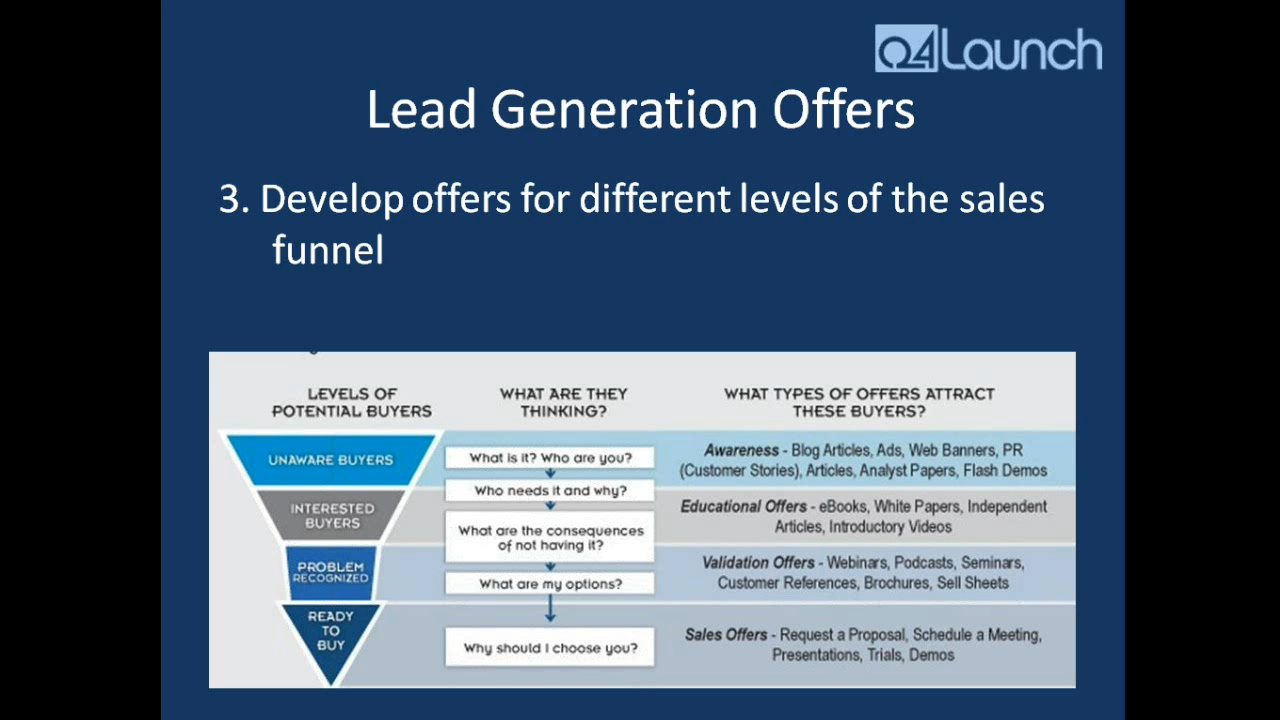 Q4Launch
Lead Generation Offers
3. Develop offers for different levels of the sales
funnel
LEVELS OF
POTENTIAL BUYERS
WHAT ARE THEY
THINKING?
WHAT TYPES OF OFFERS ATTRACT
THESE BUYERS?
UNAWARE BUYERS
What is it? Who are you?
Awareness - Blog Articles, Ads, Web Banners, PR
(Customer Stories), Articles, Analyst Papers, Flash Demos
Who needs it and why?
INTERESTED
BUYERS
What are the consequences
of not having it?
Educational Offers - eBooks, White Papers, Independent
Articles, Introductory Videos
PROBLEM
RECOGNIZED
What are my options?
Validation Offers - Webinars, Podcasts, Seminars,
Customer References, Brochures, Sell Sheets
READY
TO
BUY
Why should I choose you?
Sales Offers - Request a Proposal, Schedule a Meeting,
Presentations, Trials, Demos